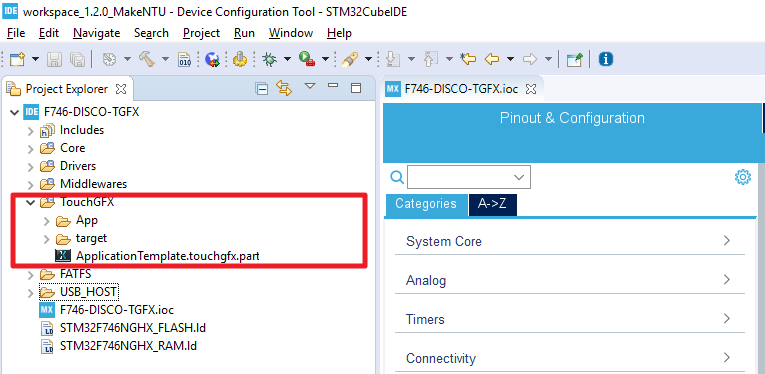 IDE workspace_1.2.0_MakeNTU - Device Configuration Tool - STM32CubeIDE
File Edit Navigate Search Project Run Window Help
Project Explorer
MX F746-DISCO-TGFX.ioc
IDE F746-DISCO-TGFX
Includes
Core
Drivers
Middlewares
TouchGFX
App
target
ApplicationTemplate.touchgfx.part
FATFS
USB_HOST
MX F746-DISCO-TGFX.ioc
STM32F746NGHX_FLASH.ld
STM32F746NGHX_RAM.ld
Pinout & Configuration
Categories A->Z
System Core
Analog
Timers
Connectivity